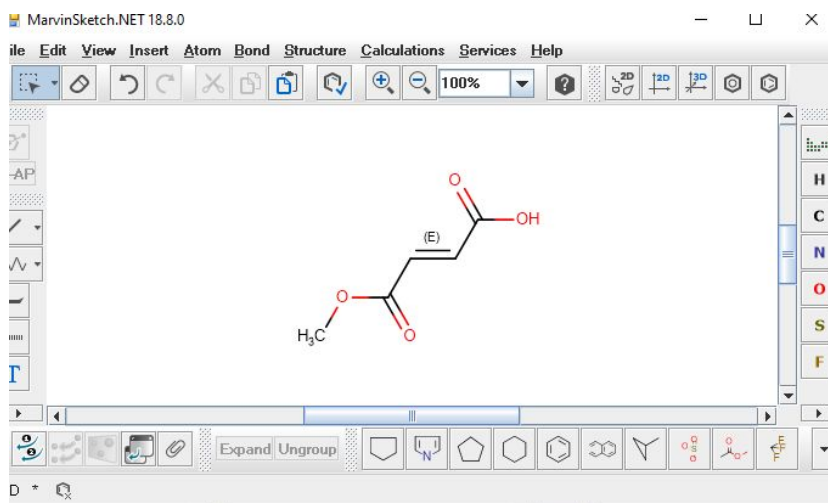 MarvinSketch.NET 18.8.0
ile Edit View Insert Atom Bond Structure Calculations Services Help
100% ? 2D 2D 3D
AP
H
C
N
O
S
F
T
O
(E)
OH
O
H3C
O
Expand Ungroup N
D *